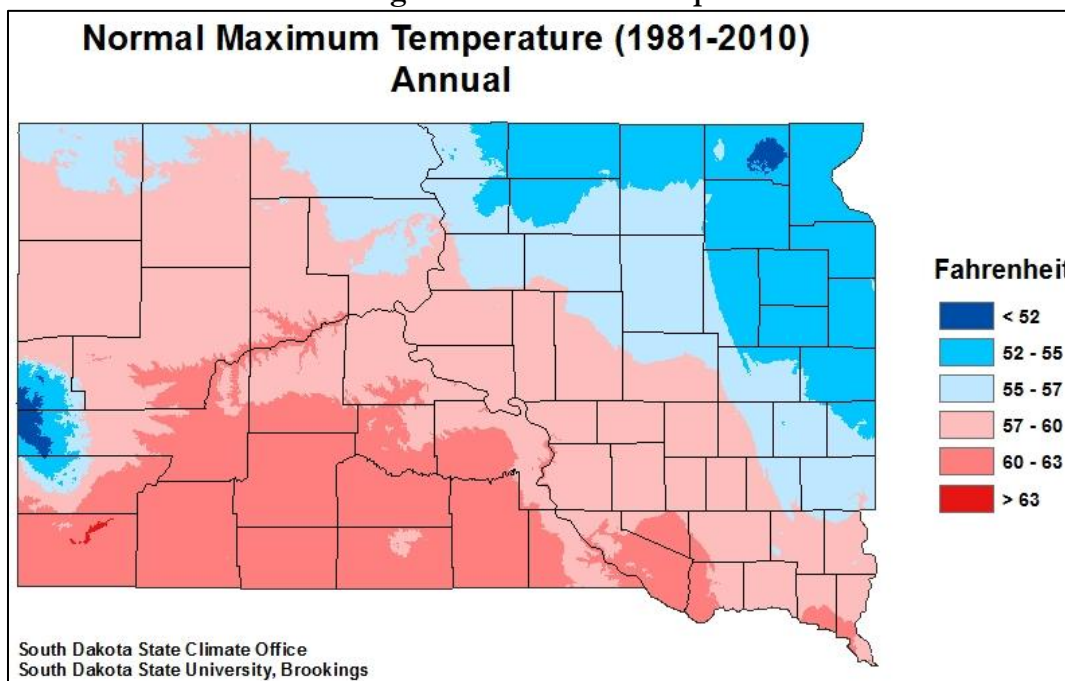 Normal Maximum Temperature (1981-2010)
Annual
Fahrenheit
< 52
52 - 55
55 - 57
57 - 60
60 - 63
> 63
South Dakota State Climate Office
South Dakota State University, Brookings